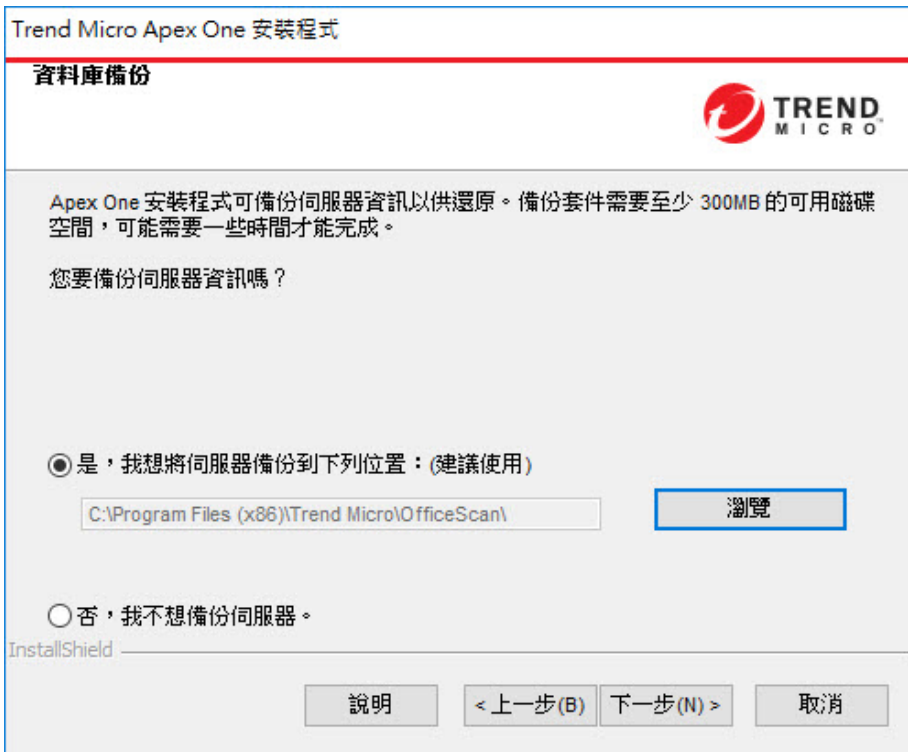 Trend Micro Apex One 安裝程式
資料庫備份
TREND
MICRO
Apex One 安裝程式可備份伺服器資訊以供還原。備份套件需要至少 300MB 的可用磁碟
空間，可能需要一些時間才能完成。
您要備份伺服器資訊嗎？
是，我想將伺服器備份到下列位置：(建議使用)
C:\Program Files (x86)\Trend Micro\OfficeScan\
瀏覽
否，我不想備份伺服器。
InstallShield
說明
< 上一步(B)
下一步(N) >
取消